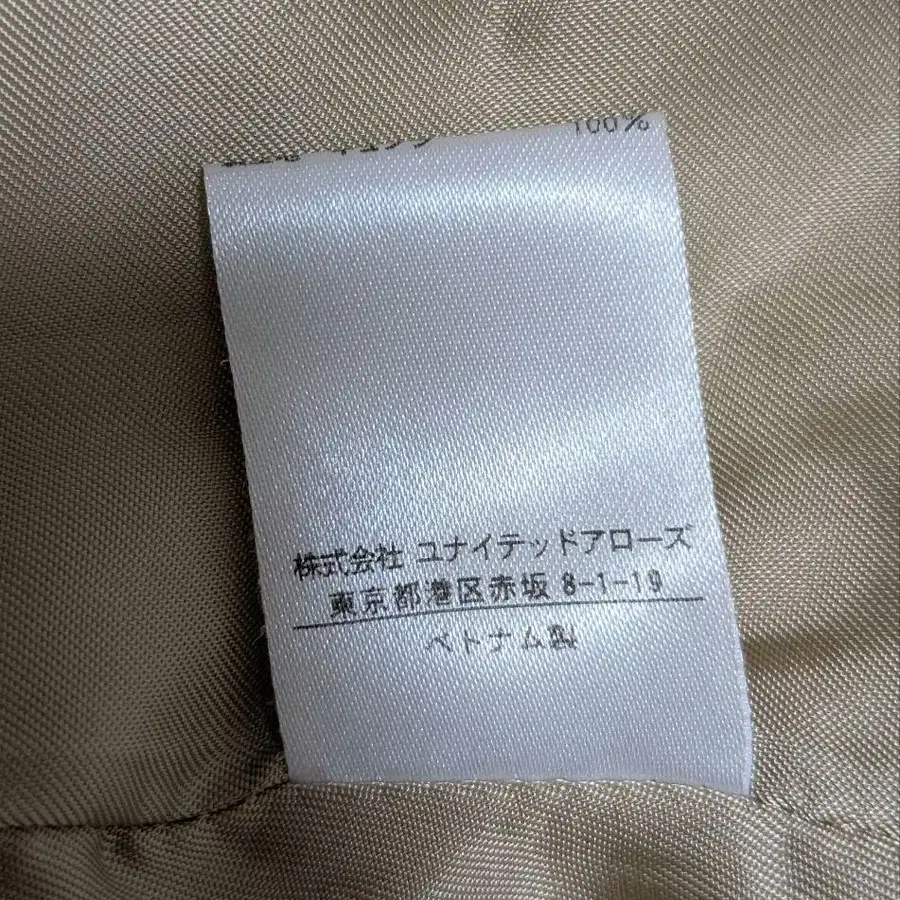 100%
株式会社 ユナイテッドアローズ
東京都港区赤坂 8-1-19
ベトナム製